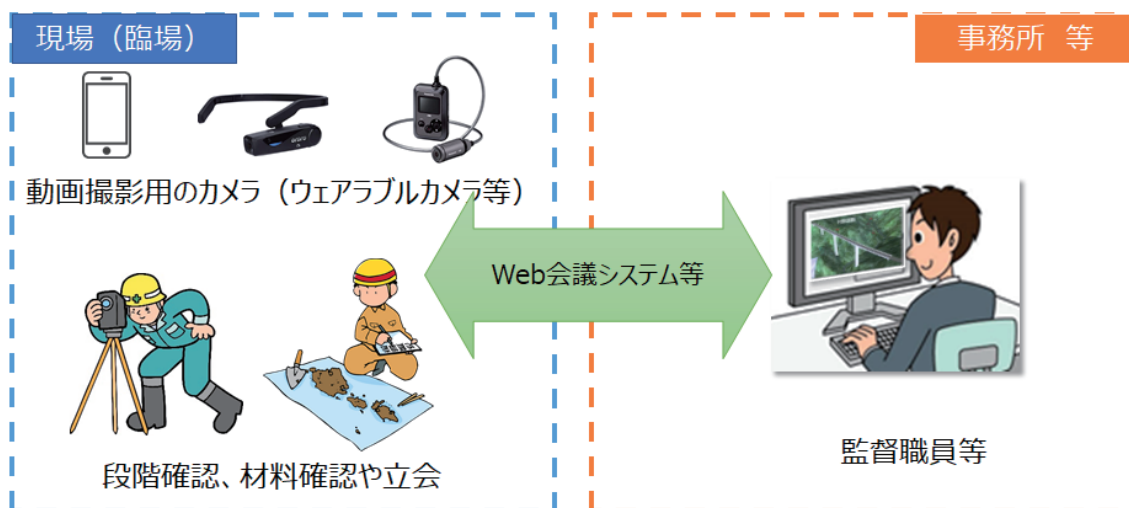 現場（臨場）
事務所　等
動画撮影用のカメラ（ウェアラブルカメラ等）
Web会議システム等
段階確認、材料確認や立会
監督職員等